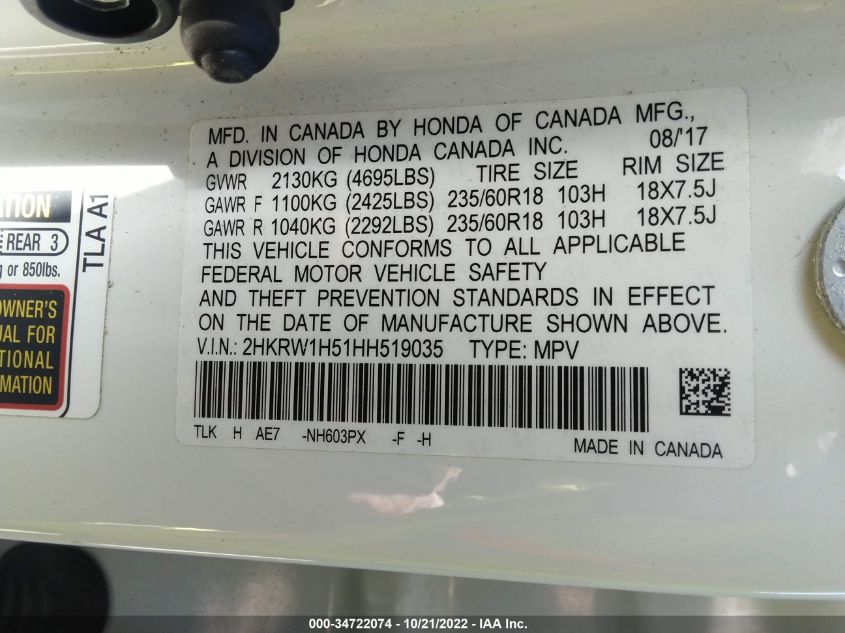 MFD. IN CANADA BY HONDA OF CANADA MFG.,
A DIVISION OF HONDA CANADA INC. 08/'17
GVWR 2130KG (4695LBS) TIRE SIZE RIM SIZE
GAWR F 1100KG (2425LBS) 235/60R18 103H 18X7.5J
GAWR R 1040KG (2292LBS) 235/60R18 103H 18X7.5J
THIS VEHICLE CONFORMS TO ALL APPLICABLE
FEDERAL MOTOR VEHICLE SAFETY
AND THEFT PREVENTION STANDARDS IN EFFECT
ON THE DATE OF MANUFACTURE SHOWN ABOVE.
V.I.N.: 2HKRW1H51HH519035 TYPE: MPV
TLK H AE7 -NH603PX -F -H
MADE IN CANADA
REAR 3
or 850lbs.
TLA A1
OWNER'S
FOR
000-34722074 - 10/21/2022 - IAA Inc.